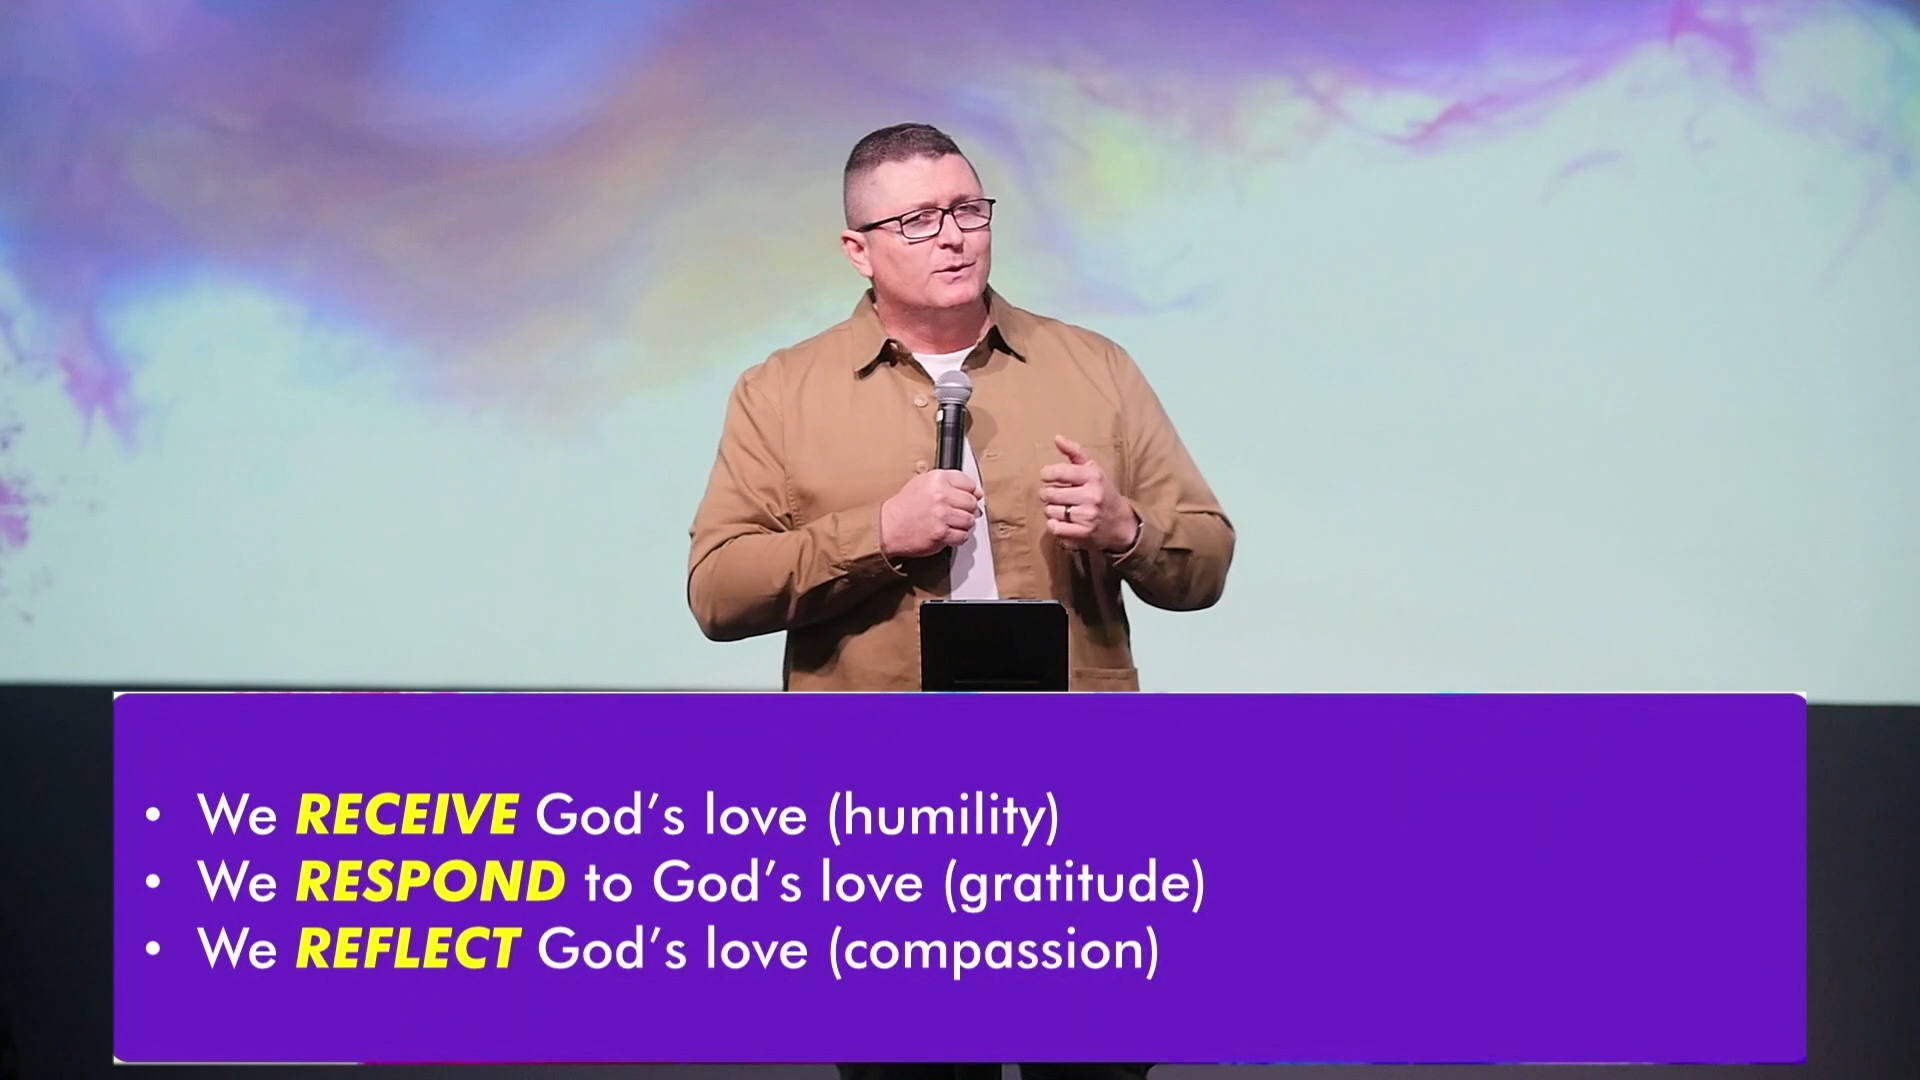 • We RECEIVE God’s love (humility)
• We RESPOND to God’s love (gratitude)
• We REFLECT God’s love (compassion)